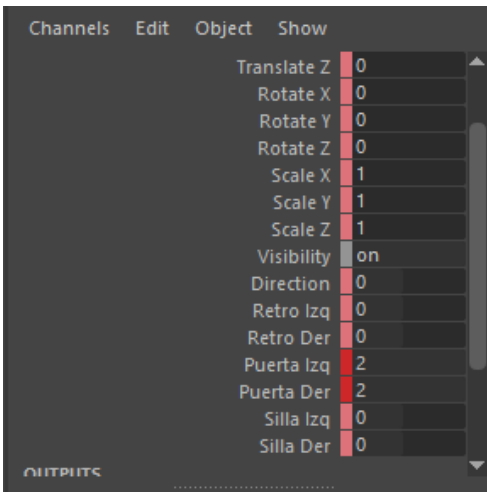 Channels Edit Object Show
Translate Z 0
Rotate X 0
Rotate Y 0
Rotate Z 0
Scale X 1
Scale Y 1
Scale Z 1
Visibility on
Direction 0
Retro Izq 0
Retro Der 0
Puerta Izq 2
Puerta Der 2
Silla Izq 0
Silla Der 0
OUTPUTS